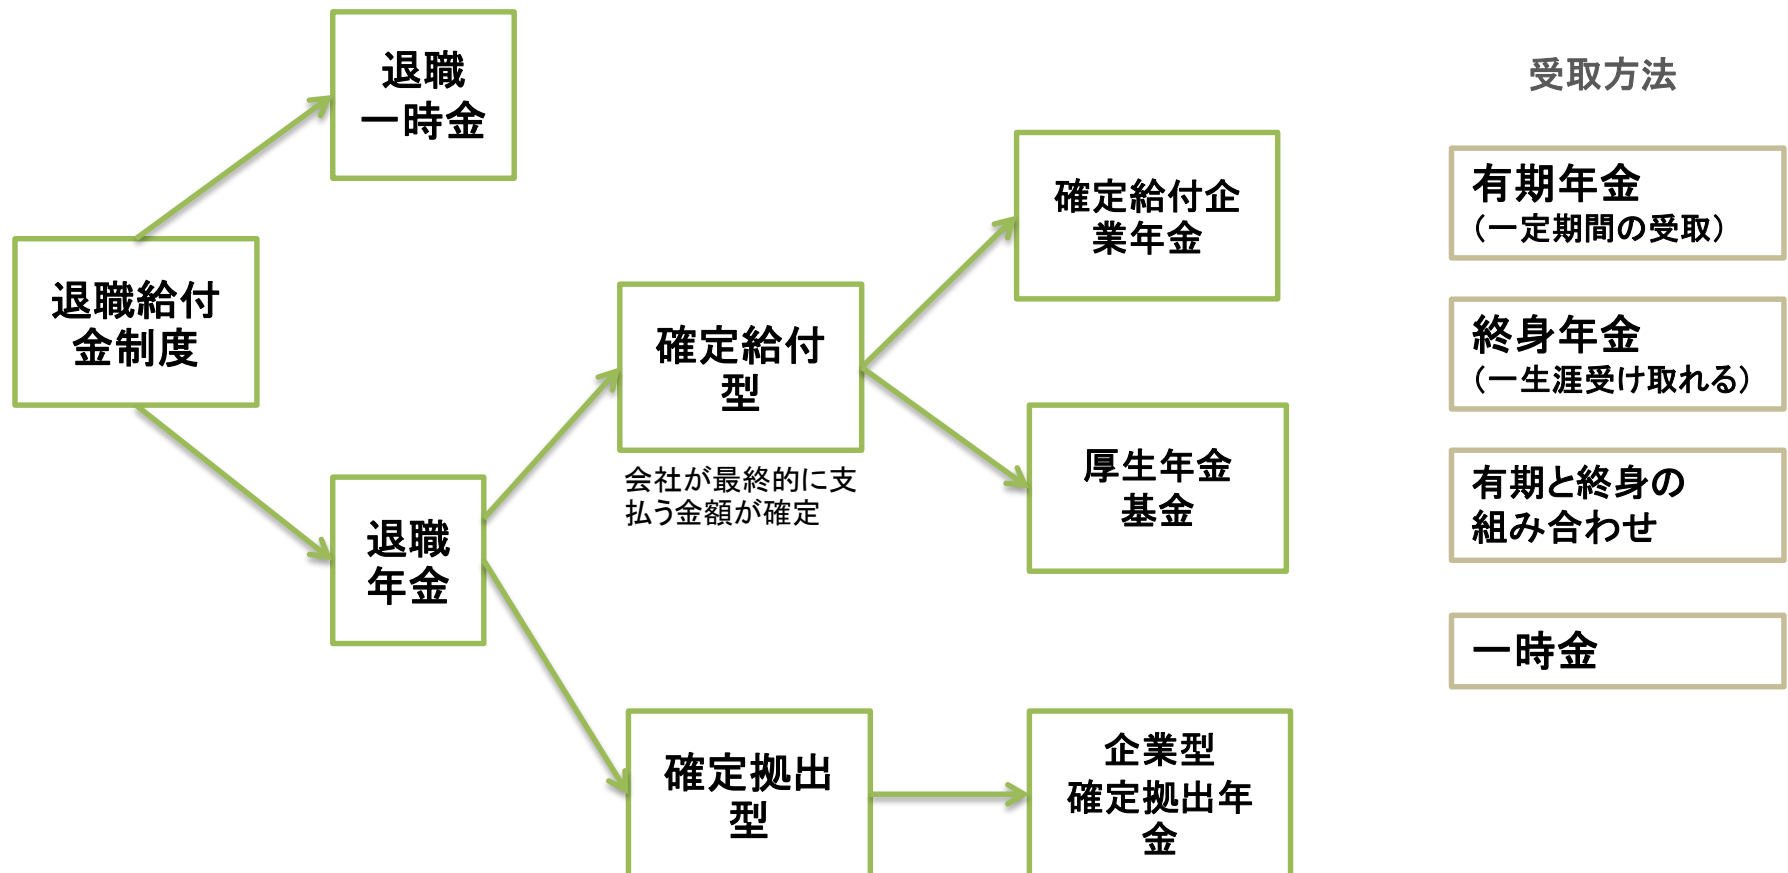 退職
一時金
退職給付
金制度
退職
年金
確定給付
型
会社が最終的に支
払う金額が確定
確定拠出
型
確定給付企
業年金
厚生年金
基金
企業型
確定拠出年
金
受取方法
有期年金
（一定期間の受取）
終身年金
（一生涯受け取れる）
有期と終身の
組み合わせ
一時金